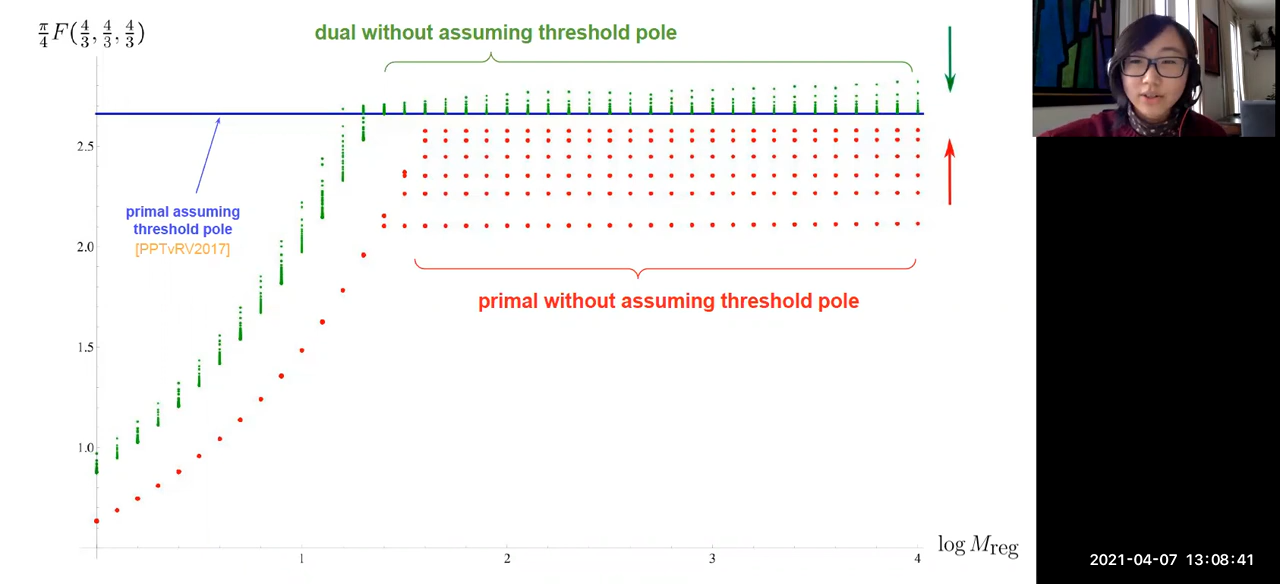 π/4 F(4/3, 4/3, 4/3)
dual without assuming threshold pole
2.5
primal assuming
threshold pole
[PPTvRV2017]
2.0
primal without assuming threshold pole
1.5
1.0
1
2
3
4
log Mreg
2021-04-07 13:08:41